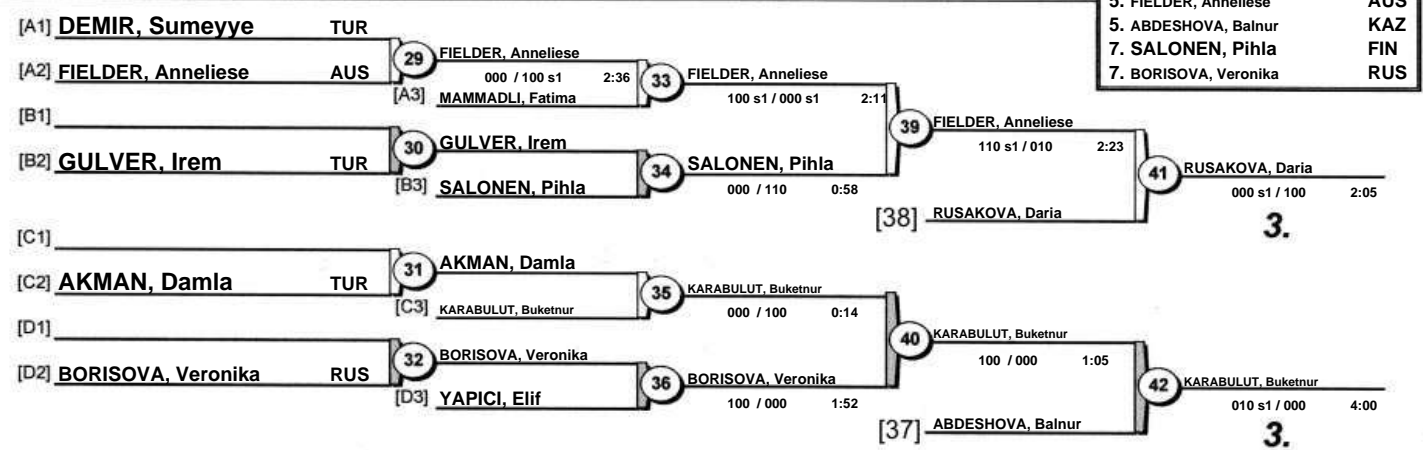 5. FIELDER, Anneliese AUS
5. ABDESHOVA, Balnur KAZ
7. SALONEN, Pihla FIN
7. BORISOVA, Veronika RUS
[A1] DEMIR, Sumeyye TUR
29 FIELDER, Anneliese
[A2] FIELDER, Anneliese AUS
000 / 100 s1 2:36
33 FIELDER, Anneliese
[A3] MAMMADLI, Fatima
100 s1 / 000 s1 2:11
[B1]
39 FIELDER, Anneliese
110 s1 / 010 2:23
30 GULVER, Irem
[B2] GULVER, Irem TUR
34 SALONEN, Pihla
41 RUSAKOVA, Daria
[B3] SALONEN, Pihla
000 / 110 0:58
000 s1 / 100 2:05
[38] RUSAKOVA, Daria
3.
[C1]
31 AKMAN, Damla
[C2] AKMAN, Damla TUR
35 KARABULUT, Buketnur
[C3] KARABULUT, Buketnur
000 / 100 0:14
[D1]
40 KARABULUT, Buketnur
32 BORISOVA, Veronika
100 / 000 1:05
[D2] BORISOVA, Veronika RUS
36 BORISOVA, Veronika
42 KARABULUT, Buketnur
[D3] YAPICI, Elif
100 / 000 1:52
010 s1 / 000 4:00
[37] ABDESHOVA, Balnur
3.